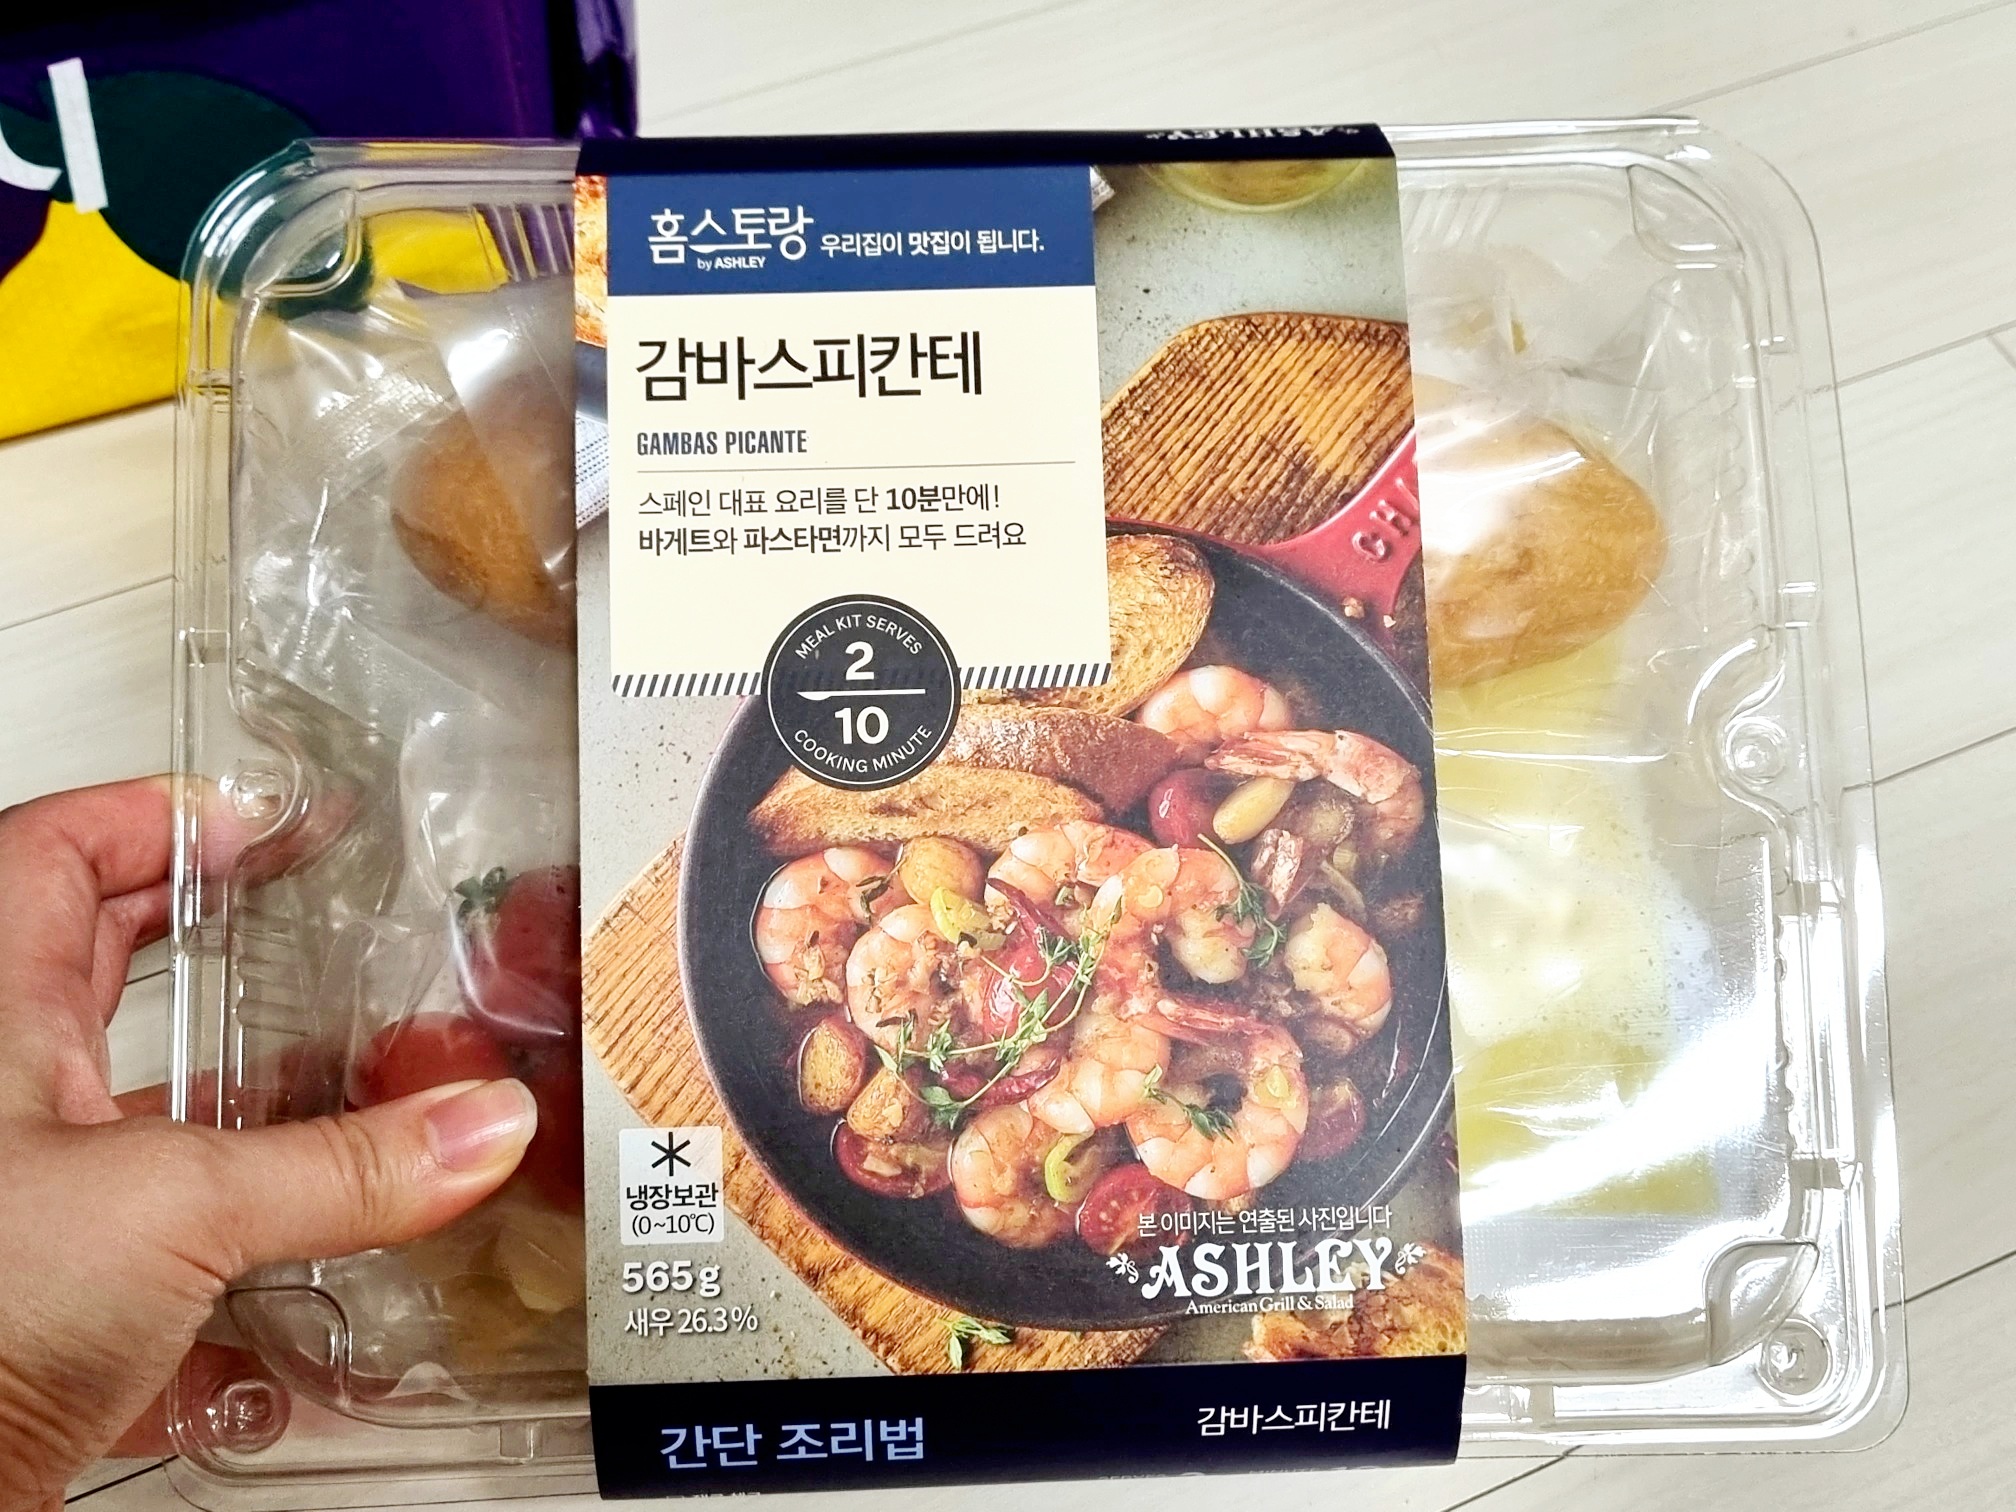 ASHLEY
홈스토랑 우리집이 맛집이 됩니다.
by ASHLEY
감바스피칸테
GAMBAS PICANTE
스페인 대표 요리를 단 10분만에!
바게트와 파스타면까지 모두 드려요
MEAL KIT SERVES
2
10
COOKING MINUTE
냉장보관
(0~10℃)
565g
새우 26.3%
본 이미지는 연출된 사진입니다
ASHLEY
American Grill & Salad
간단 조리법
감바스피칸테